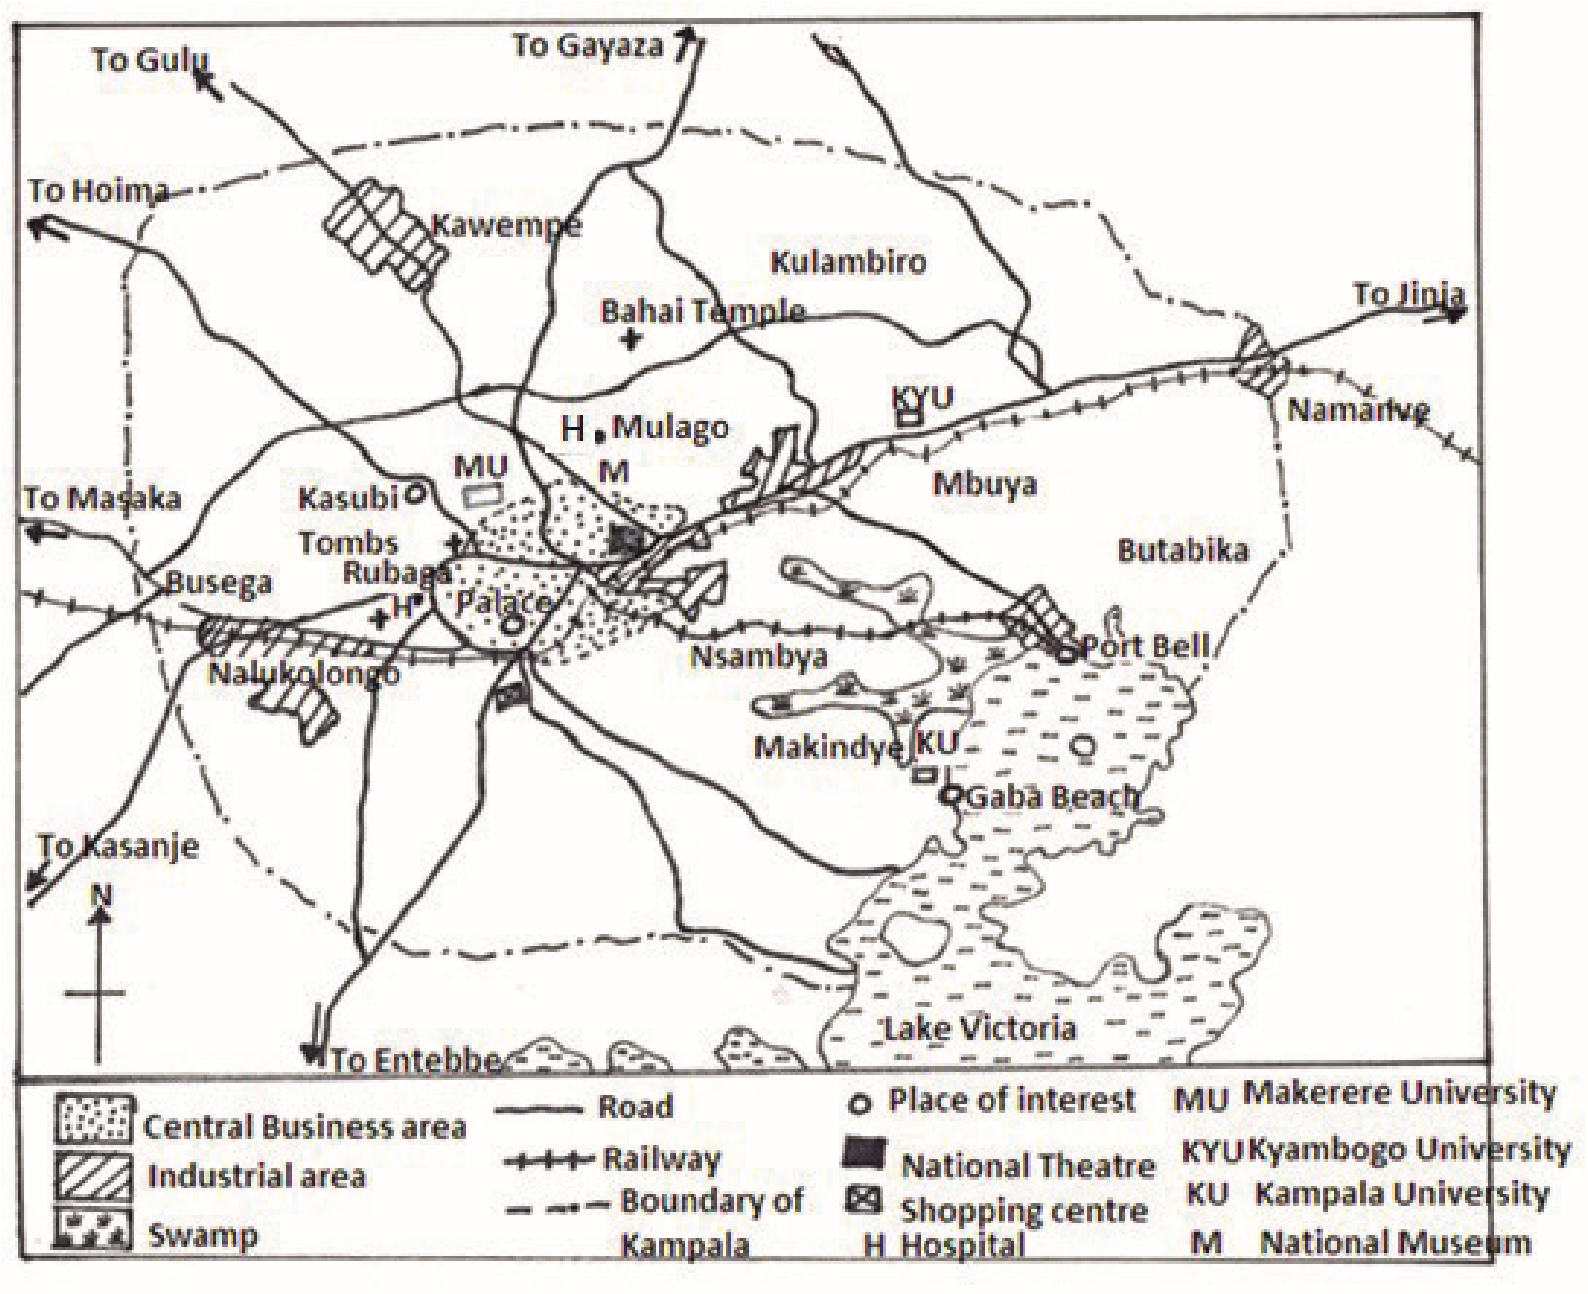 To Gulu
To Gayaza
To Hoima
Kawempe
Kulambiro
To Jinja
Bahai Temple
KYU
Namanve
H Mulago
MU
M
Mbuya
To Masaka
Kasubi
Tombs
Butabika
Busega
Rubaga
H
Palace
Nsambya
Port Bell
Nalukolongo
Makindye
KU
Gaba Beach
To Kasanje
N
Lake Victoria
To Entebbe
Central Business area
Industrial area
Swamp
Road
Railway
Boundary of
Kampala
Place of interest
National Theatre
Shopping centre
H Hospital
MU Makerere University
KYU Kyambogo University
KU Kampala University
M National Museum